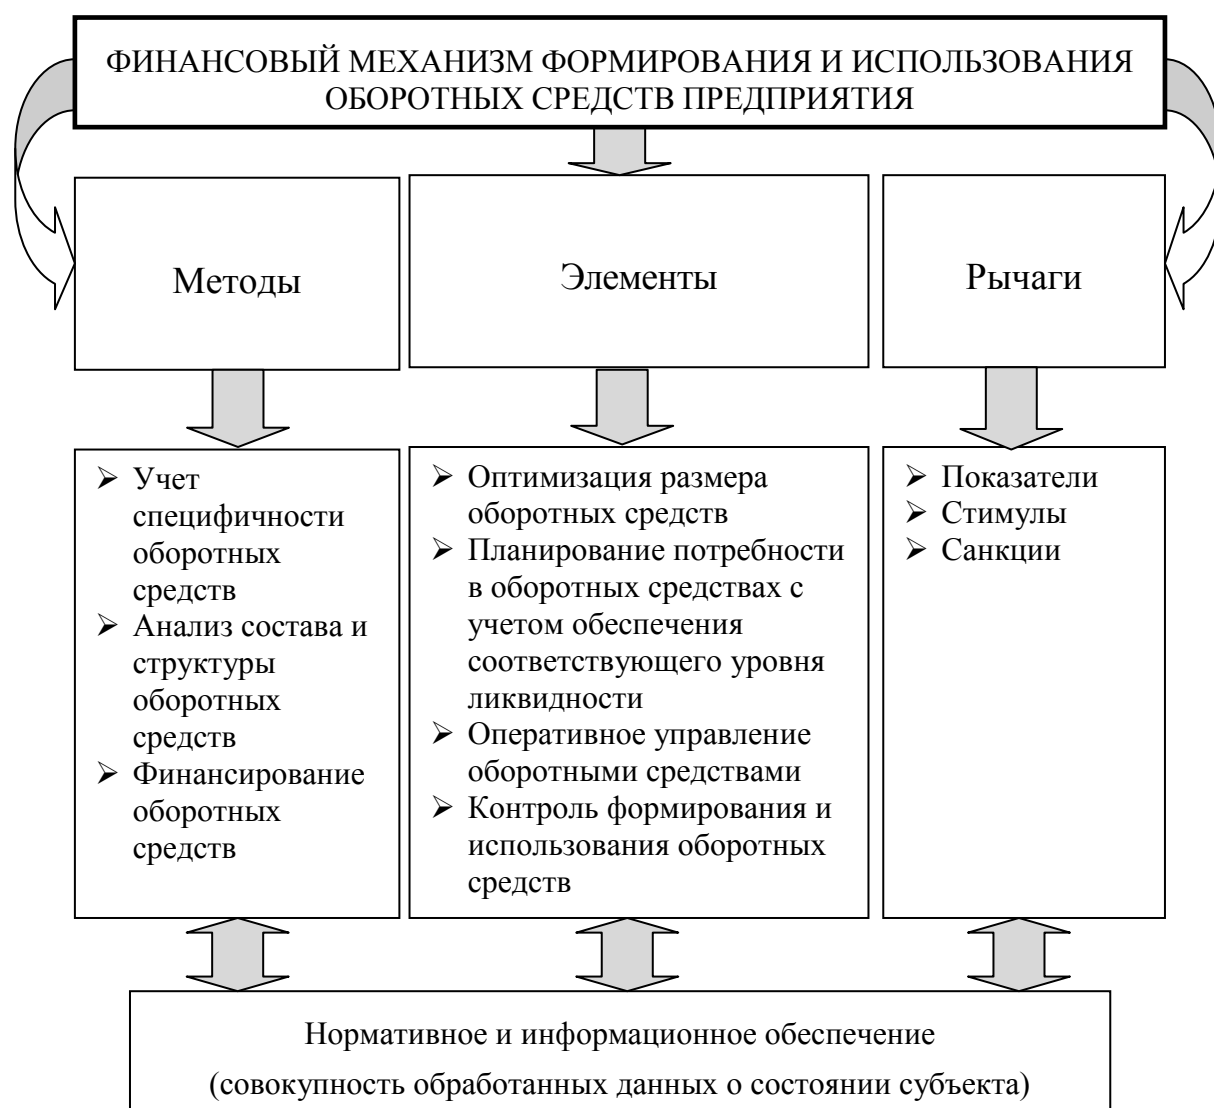 ФИНАНСОВЫЙ МЕХАНИЗМ ФОРМИРОВАНИЯ И ИСПОЛЬЗОВАНИЯ
ОБОРОТНЫХ СРЕДСТВ ПРЕДПРИЯТИЯ
Методы
Элементы
Рычаги
➢ Учет
специфичности
оборотных
средств
➢ Анализ состава и
структуры
оборотных
средств
➢ Финансирование
оборотных
средств
➢ Оптимизация размера
оборотных средств
➢ Планирование потребности
в оборотных средствах с
учетом обеспечения
соответствующего уровня
ликвидности
➢ Оперативное управление
оборотными средствами
➢ Контроль формирования и
использования оборотных
средств
➢ Показатели
➢ Стимулы
➢ Санкции
Нормативное и информационное обеспечение
(совокупность обработанных данных о состоянии субъекта)